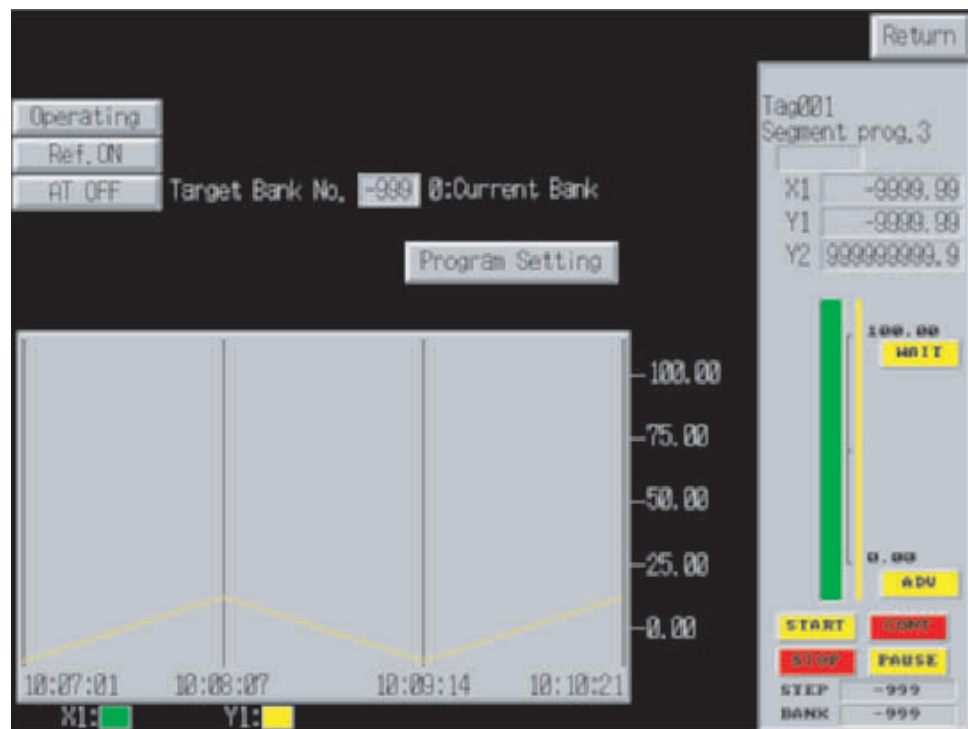 Return
Operating
Ref.ON
AT OFF
Target Bank No. -999 0:Current Bank
Program Setting
100.00
75.00
50.00
25.00
0.00
10:07:01 10:08:07 10:09:14 10:10:21
X1: Y1:
Tag001
Segment prog.3
X1 -9999.99
Y1 -9999.99
Y2 999999999.9
100.00
WAIT
0.00
ADV
START CONT
STOP PAUSE
STEP -999
BANK -999